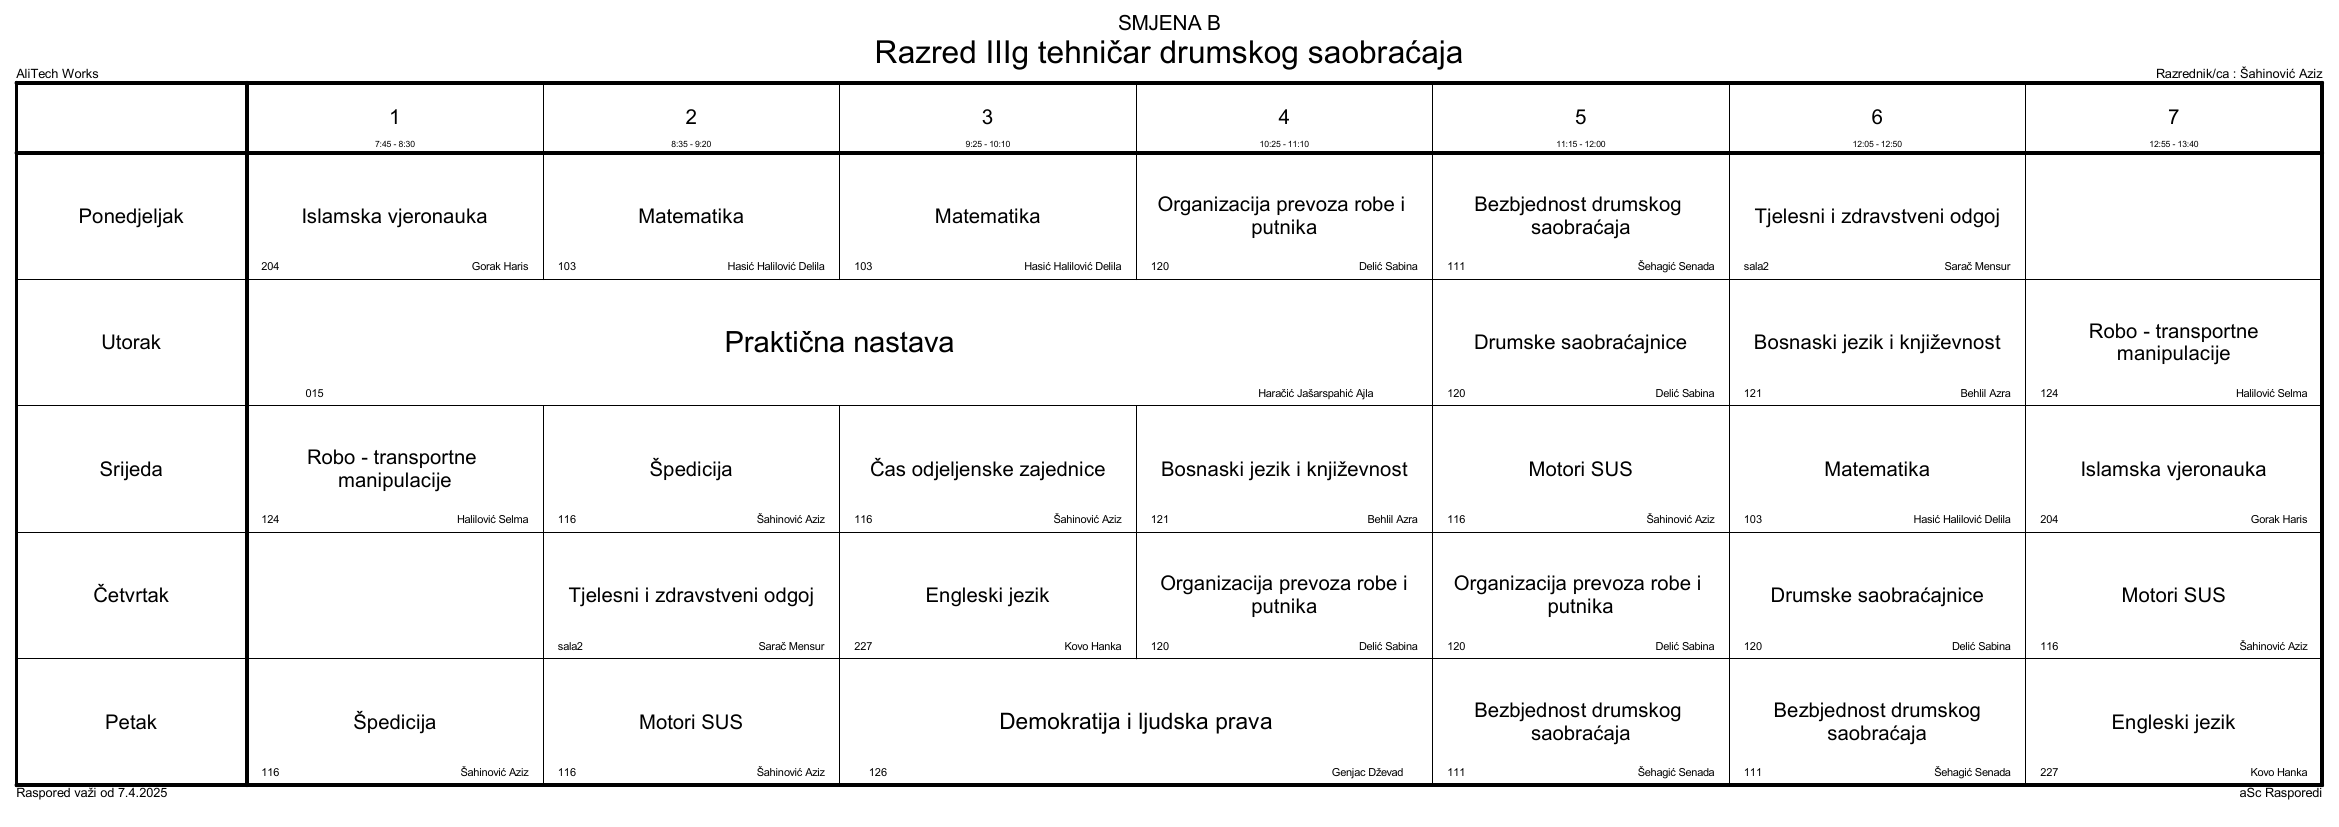 SMJENA B
Razred IIIg tehničar drumskog saobraćaja
AliTech Works
Razrednik/ca : Šahinović Aziz
1
2
3
4
5
6
7
7:45 - 8:30
8:35 - 9:20
9:25 - 10:10
10:25 - 11:10
11:15 - 12:00
12:05 - 12:50
12:55 - 13:40
Ponedjeljak
Islamska vjeronauka
204
Gorak Haris
Matematika
103
Hasić Halilović Delila
Matematika
103
Hasić Halilović Delila
Organizacija prevoza robe i
putnika
120
Delić Sabina
Bezbjednost drumskog
saobraćaja
111
Šehagić Senada
Tjelesni i zdravstveni odgoj
sala2
Sarač Mensur
Utorak
Praktična nastava
015
Haračić Jašarspahić Ajla
Drumske saobraćajnice
120
Delić Sabina
Bosnaski jezik i književnost
121
Behlil Azra
Robo - transportne
manipulacije
124
Halilović Selma
Srijeda
Robo - transportne
manipulacije
124
Halilović Selma
Špedicija
116
Šahinović Aziz
Čas odjeljenske zajednice
116
Šahinović Aziz
Bosnaski jezik i književnost
121
Behlil Azra
Motori SUS
116
Šahinović Aziz
Matematika
103
Hasić Halilović Delila
Islamska vjeronauka
204
Gorak Haris
Četvrtak
Tjelesni i zdravstveni odgoj
sala2
Sarač Mensur
Engleski jezik
227
Kovo Hanka
Organizacija prevoza robe i
putnika
120
Delić Sabina
Organizacija prevoza robe i
putnika
120
Delić Sabina
Drumske saobraćajnice
120
Delić Sabina
Motori SUS
116
Šahinović Aziz
Petak
Špedicija
116
Šahinović Aziz
Motori SUS
116
Šahinović Aziz
Demokratija i ljudska prava
126
Genjac Dževad
Bezbjednost drumskog
saobraćaja
111
Šehagić Senada
Bezbjednost drumskog
saobraćaja
111
Šehagić Senada
Engleski jezik
227
Kovo Hanka
Raspored važi od 7.4.2025
aSc Rasporedi